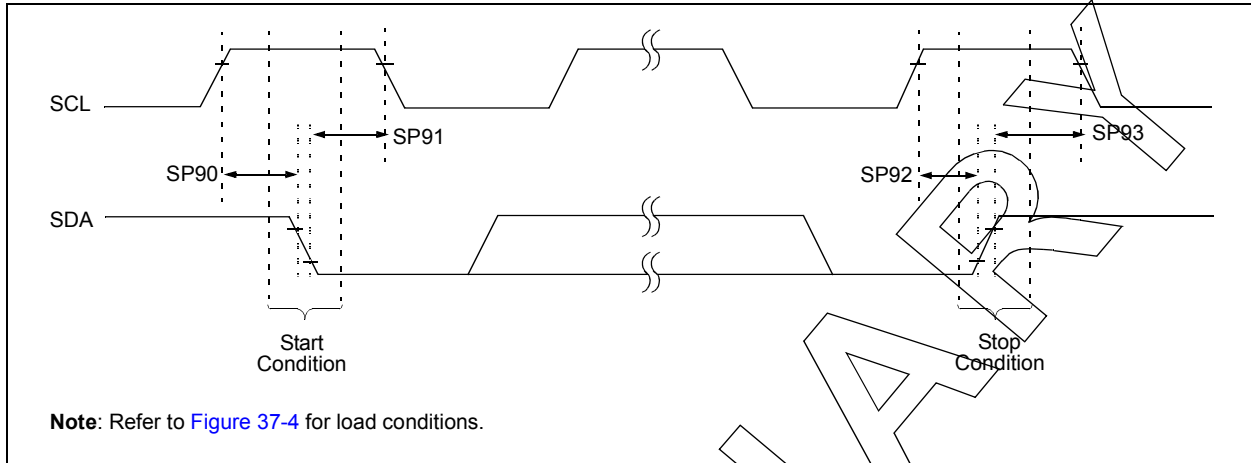 SCL
SP91
SP93
SP90
SP92
SDA
Start
Condition
Stop
Condition
Note: Refer to Figure 37-4 for load conditions.